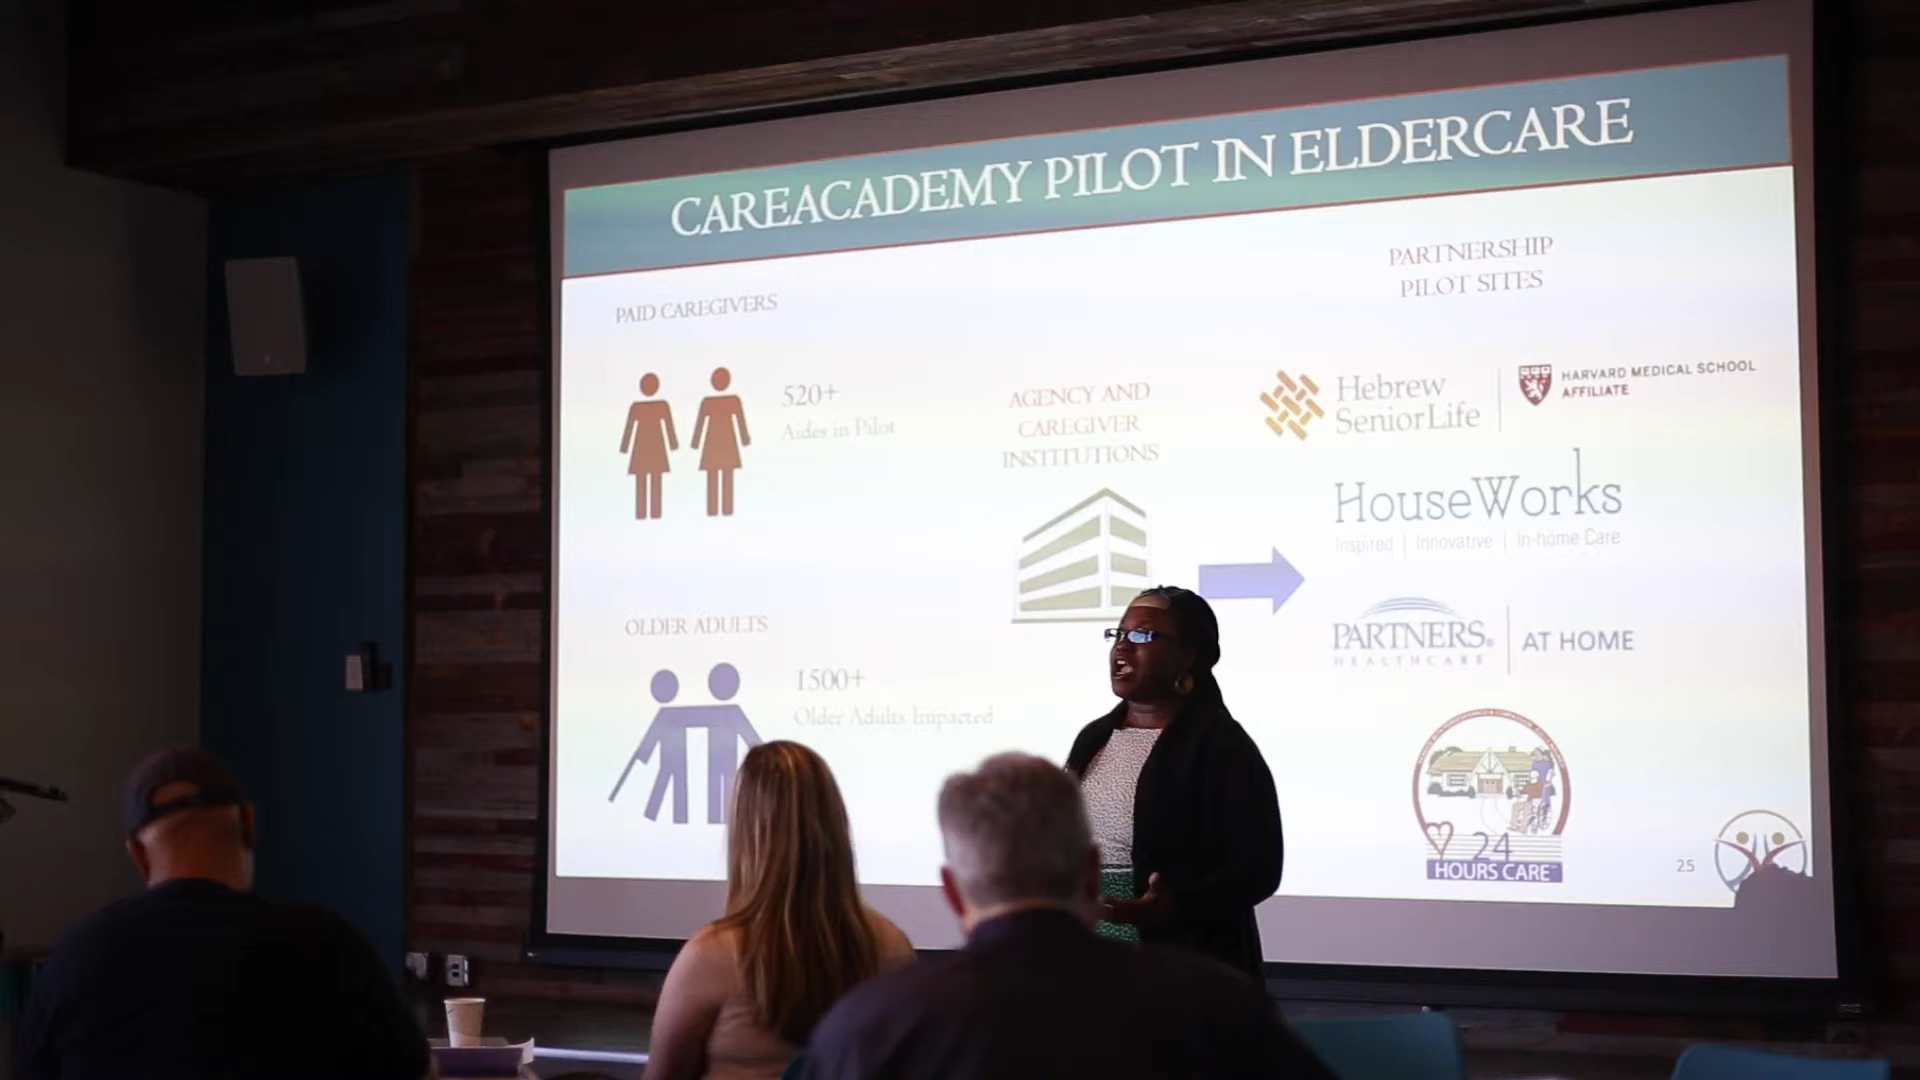 CAREACADEMY PILOT IN ELDERCARE
PAID CAREGIVERS
520+
Aides in Pilot
OLDER ADULTS
1500+
Older Adults Impacted
AGENCY AND
CAREGIVER
INSTITUTIONS
PARTNERSHIP
PILOT SITES
Hebrew
SeniorLife
HARVARD MEDICAL SCHOOL
AFFILIATE
HouseWorks
Inspired | Innovative | In-home Care
PARTNERS®
HEALTHCARE
AT HOME
24
HOURS CARE
25